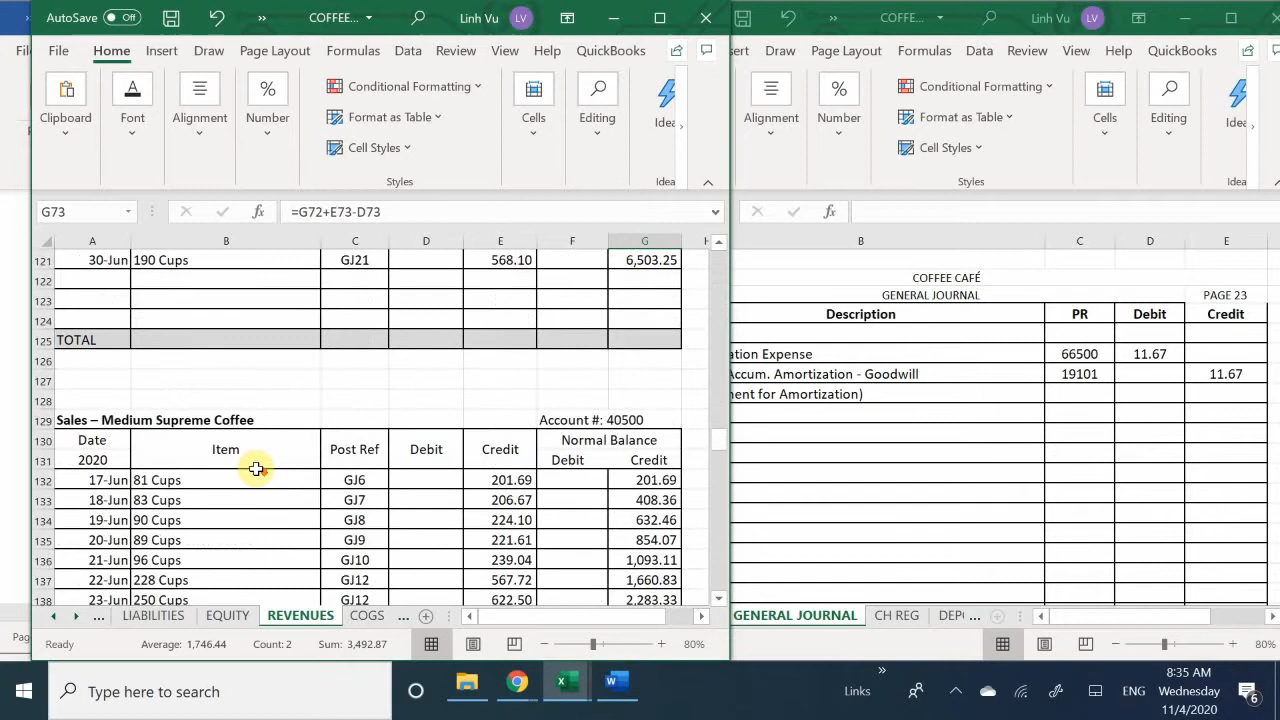 AutoSave Off » COFFEE... Linh Vu LV
File Home Insert Draw Page Layout Formulas Data Review View Help QuickBooks
Clipboard Font Alignment % Number Conditional Formatting Format as Table Cell Styles Styles Cells Editing Idea
G73 fx =G72+E73-D73
A B C D E F G H
121 30-Jun 190 Cups GJ21 568.10 6,503.25
122
123
124
125 TOTAL
126
127
128
129 Sales – Medium Supreme Coffee Account #: 40500
130 Date Item Post Ref Debit Credit Normal Balance
131 2020 Debit Credit
132 17-Jun 81 Cups GJ6 201.69 201.69
133 18-Jun 83 Cups GJ7 206.67 408.36
134 19-Jun 90 Cups GJ8 224.10 632.46
135 20-Jun 89 Cups GJ9 221.61 854.07
136 21-Jun 96 Cups GJ10 239.04 1,093.11
137 22-Jun 228 Cups GJ12 567.72 1,660.83
138 23-Jun 250 Cups GJ12 622.50 2,283.33
... LIABILITIES EQUITY REVENUES COGS ...
Ready Average: 1,746.44 Count: 2 Sum: 3,492.87 80%
» COFFE... Linh Vu LV
ert Draw Page Layout Formulas Data Review View Help QuickBooks
Alignment % Number Conditional Formatting Format as Table Cell Styles Styles Cells Editing Idea
fx
B C D E
COFFEE CAFÉ
GENERAL JOURNAL PAGE 23
Description PR Debit Credit
ation Expense 66500 11.67
Accum. Amortization - Goodwill 19101 11.67
ment for Amortization)
GENERAL JOURNAL CH REG DEP ...
80%
Fil
Pag
Type here to search
Links » ENG 8:35 AM
Wednesday
11/4/2020
6